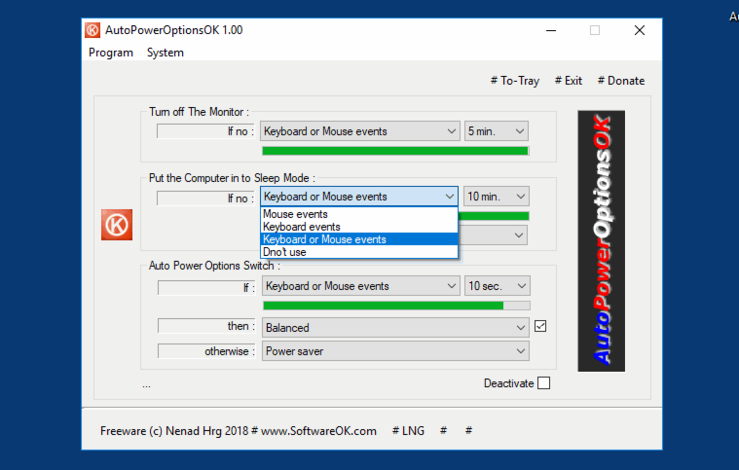 AutoPowerOptionsOK 1.00
Program System
# To-Tray # Exit # Donate
Turn off The Monitor :
If no : Keyboard or Mouse events 5 min.
Put the Computer in to Sleep Mode :
If no : Keyboard or Mouse events 10 min.
Mouse events
Keyboard events
Keyboard or Mouse events
Dno't use
Auto Power Options Switch :
If : Keyboard or Mouse events 10 sec.
then : Balanced
otherwise : Power saver
... Deactivate
AutoPowerOptionsOK
Freeware (c) Nenad Hrg 2018 # www.SoftwareOK.com # LNG # #